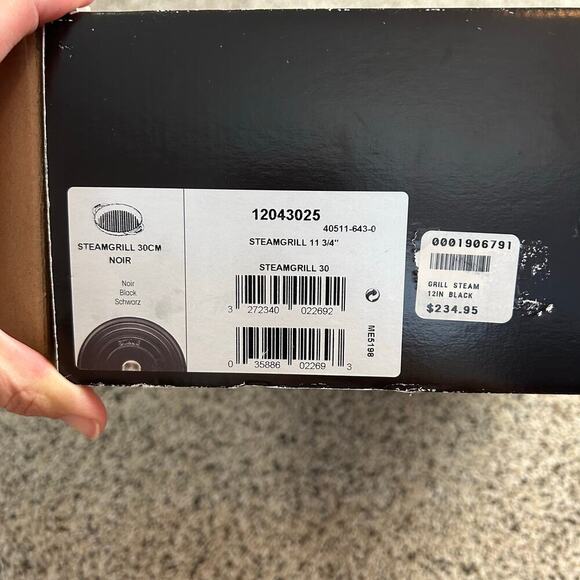 STEAMGRILL 30CM
NOIR
Noir
Black
Schwarz
12043025
40511-643-0
STEAMGRILL 11 3/4"
STEAMGRILL 30
3 272340 022692
0 35886 02269 3
ME5198
0001906791
GRILL STEAM
12IN BLACK
$234.95